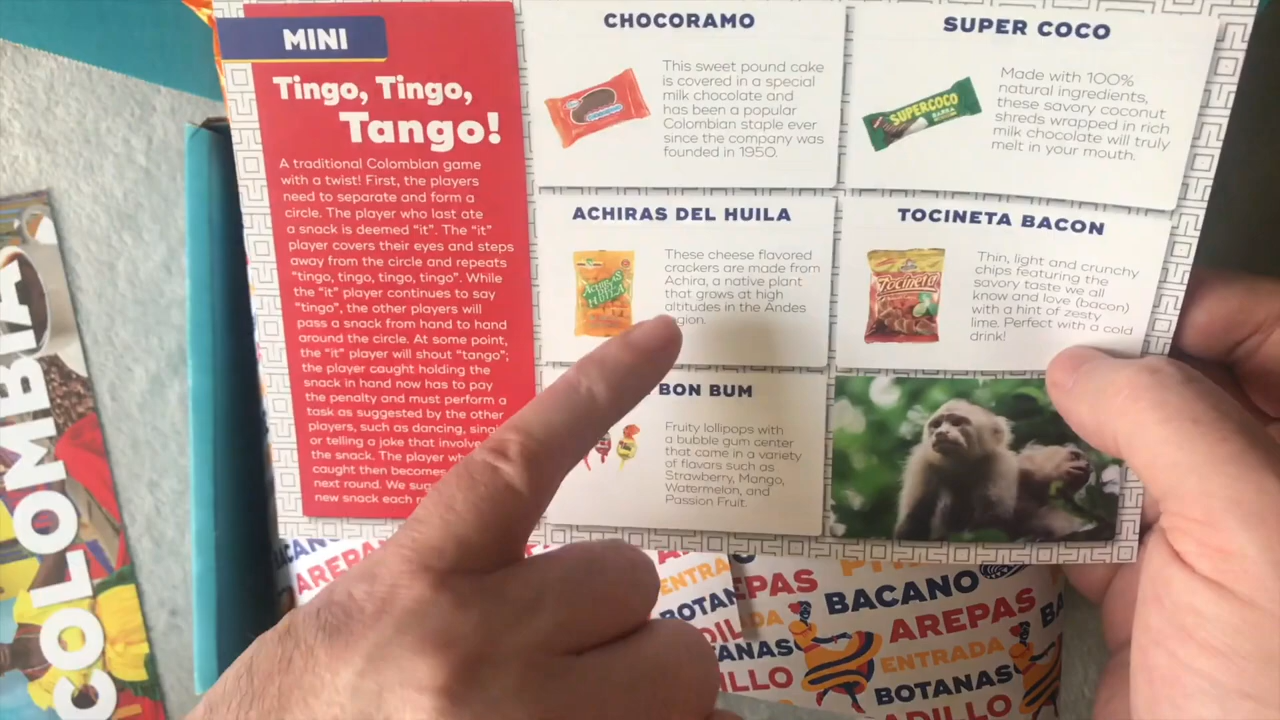 MINI
Tingo, Tingo,
Tango!
A traditional Colombian game
with a twist! First, the players
need to separate and form a
circle. The player who last ate
a snack is deemed “it”. The “it”
player covers their eyes and steps
away from the circle and repeats
“tingo, tingo, tingo, tingo”. While
the “it” player continues to say
“tingo”, the other players will
pass a snack from hand to hand
around the circle. At some point,
the “it” player will shout “tango”;
the player caught holding the
snack in hand now has to pay
the penalty and must perform a
task as suggested by the other
players, such as dancing,
or telling a joke that
the snack. The player
caught then becomes
next round. We
new snack each
CHOCORAMO
This sweet pound cake
is covered in a special
milk chocolate and
has been a popular
Colombian staple ever
since the company was
founded in 1950.
SUPER COCO
SUPERCOCO
Made with 100%
natural ingredients,
these savory coconut
shreds wrapped in rich
milk chocolate will truly
melt in your mouth.
ACHIRAS DEL HUILA
ACHIRAS
DEL
HUILA
These cheese flavored
crackers are made from
Achira, a native plant
that grows at high
altitudes in the Andes
TOCINETA BACON
Tocineta
Thin, light and crunchy
chips featuring the
savory taste we all
know and love (bacon)
with a hint of zesty
lime. Perfect with a cold
drink!
BON BUM
Fruity lollipops with
a bubble gum center
that come in a variety
of flavars such as
Strawberry, Mango,
Watermelon, and
Passion Fruit.
COLOMBIA
COLOMBIA
AREPAS
ENTRADA
BACANO
AREPAS
ENTRADA
BOTANAS